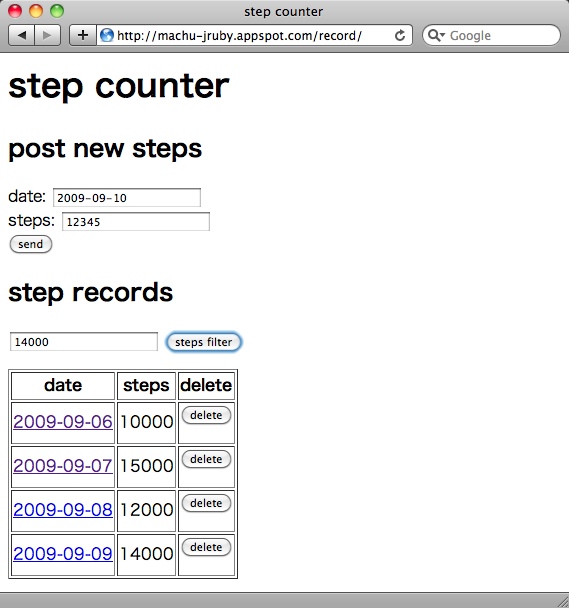 step counter
http://machu-jruby.appspot.com/record/ Google
step counter
post new steps
date: 2009-09-10
steps: 12345
send
step records
14000 steps filter
date steps delete
2009-09-06 10000 delete
2009-09-07 15000 delete
2009-09-08 12000 delete
2009-09-09 14000 delete